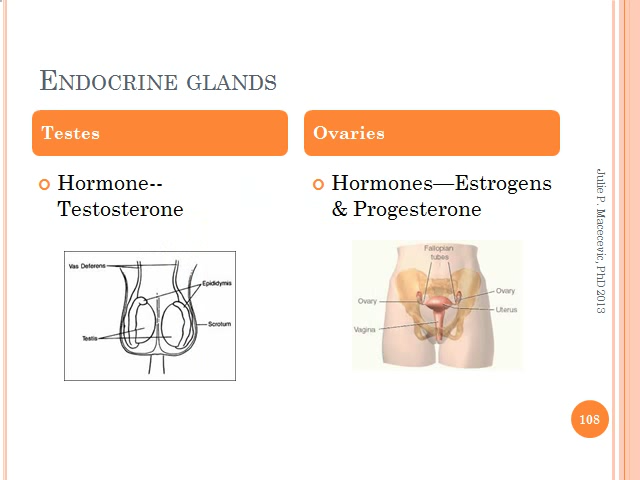 ENDOCRINE GLANDS
Testes
Ovaries
Hormone--
Testosterone
Hormones—Estrogens
& Progesterone
Vas Deferens
Epididymis
Scrotum
Testis
Fallopian
tubes
Ovary
Ovary
Uterus
Vagina
Julie P. Macecevic, PhD 2013
108